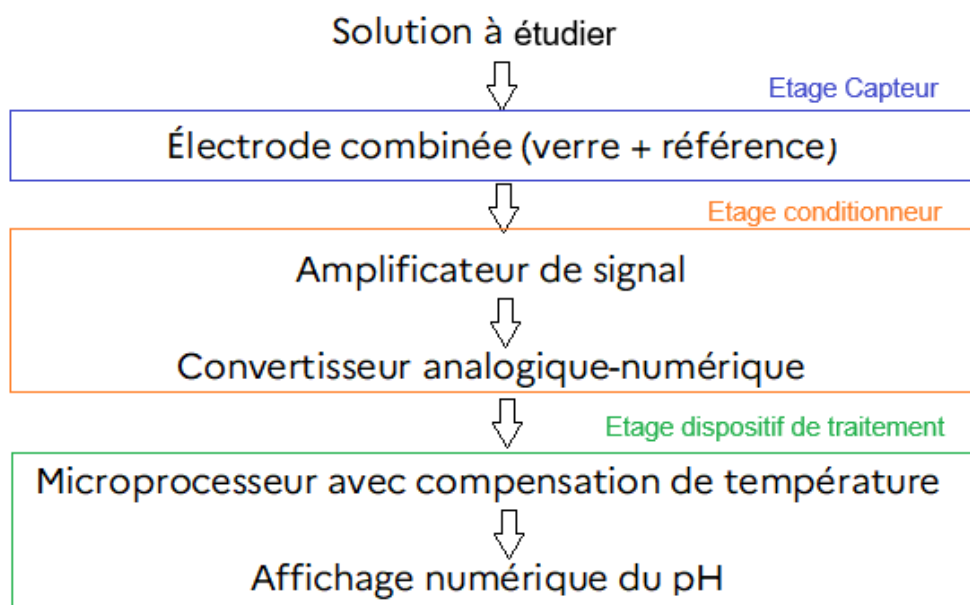 Solution à étudier
Etage Capteur
Électrode combinée (verre + référence)
Etage conditionneur
Amplificateur de signal
Convertisseur analogique-numérique
Etage dispositif de traitement
Microprocesseur avec compensation de température
Affichage numérique du pH